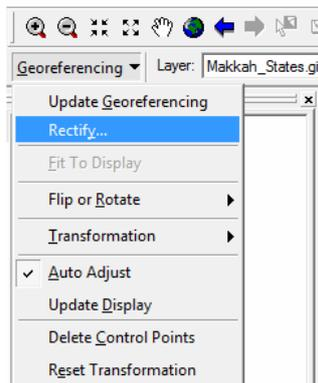 Georeferencing Layer: Makkah_States.gi
Update Georeferencing
Rectify...
Fit To Display
Flip or Rotate
Transformation
Auto Adjust
Update Display
Delete Control Points
Reset Transformation